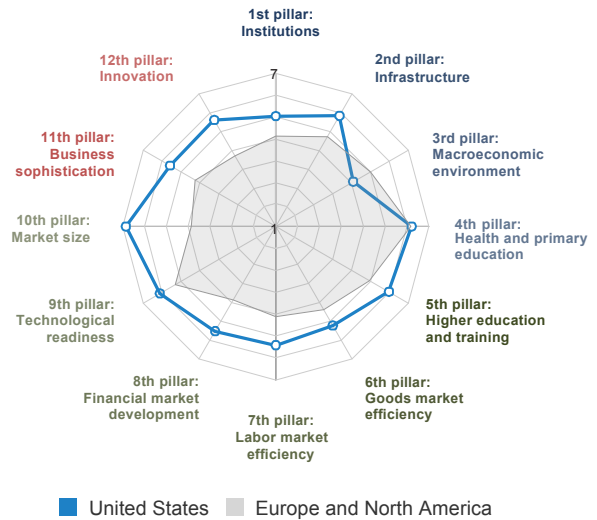 1st pillar:
Institutions
2nd pillar:
Infrastructure
3rd pillar:
Macroeconomic
environment
4th pillar:
Health and primary
education
5th pillar:
Higher education
and training
6th pillar:
Goods market
efficiency
7th pillar:
Labor market
efficiency
8th pillar:
Financial market
development
9th pillar:
Technological
readiness
10th pillar:
Market size
11th pillar:
Business
sophistication
12th pillar:
Innovation
7
1
United States
Europe and North America